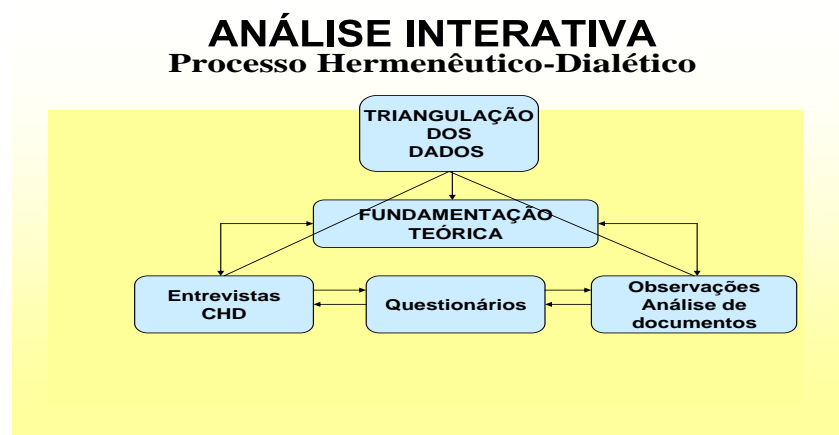 ANÁLISE INTERATIVA
Processo Hermenêutico-Dialético
TRIANGULAÇÃO
DOS
DADOS
FUNDAMENTAÇÃO
TEÓRICA
Entrevistas
CHD
Questionários
Observações
Análise de
documentos